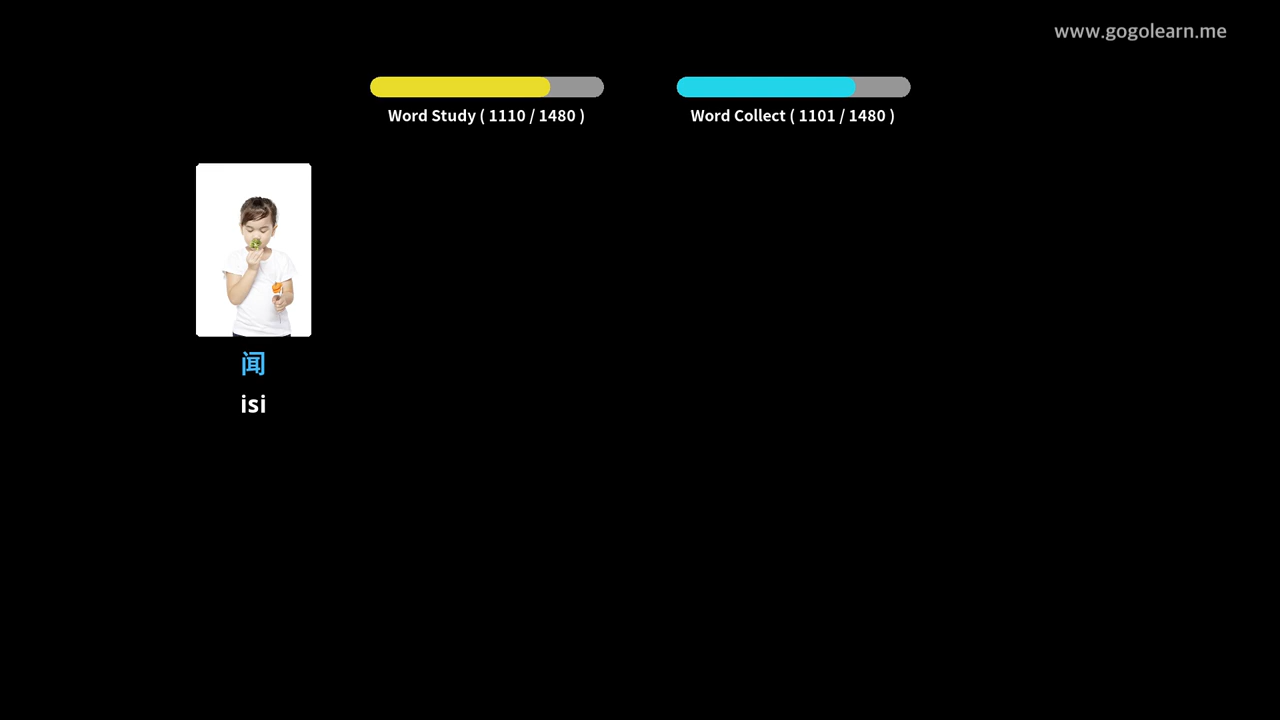 www.gogolearn.me
Word Study ( 1110 / 1480 )
Word Collect ( 1101 / 1480 )
闻
isi